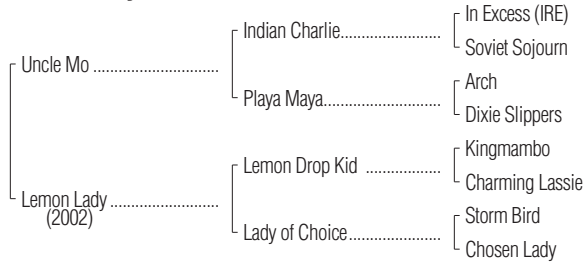 In Excess (IRE)
Indian Charlie......................
Soviet Sojourn
Uncle Mo ............................
Arch
Playa Maya..........................
Dixie Slippers
Kingmambo
Lemon Drop Kid .................
Charming Lassie
Lemon Lady ........................
(2002)
Storm Bird
Lady of Choice....................
Chosen Lady